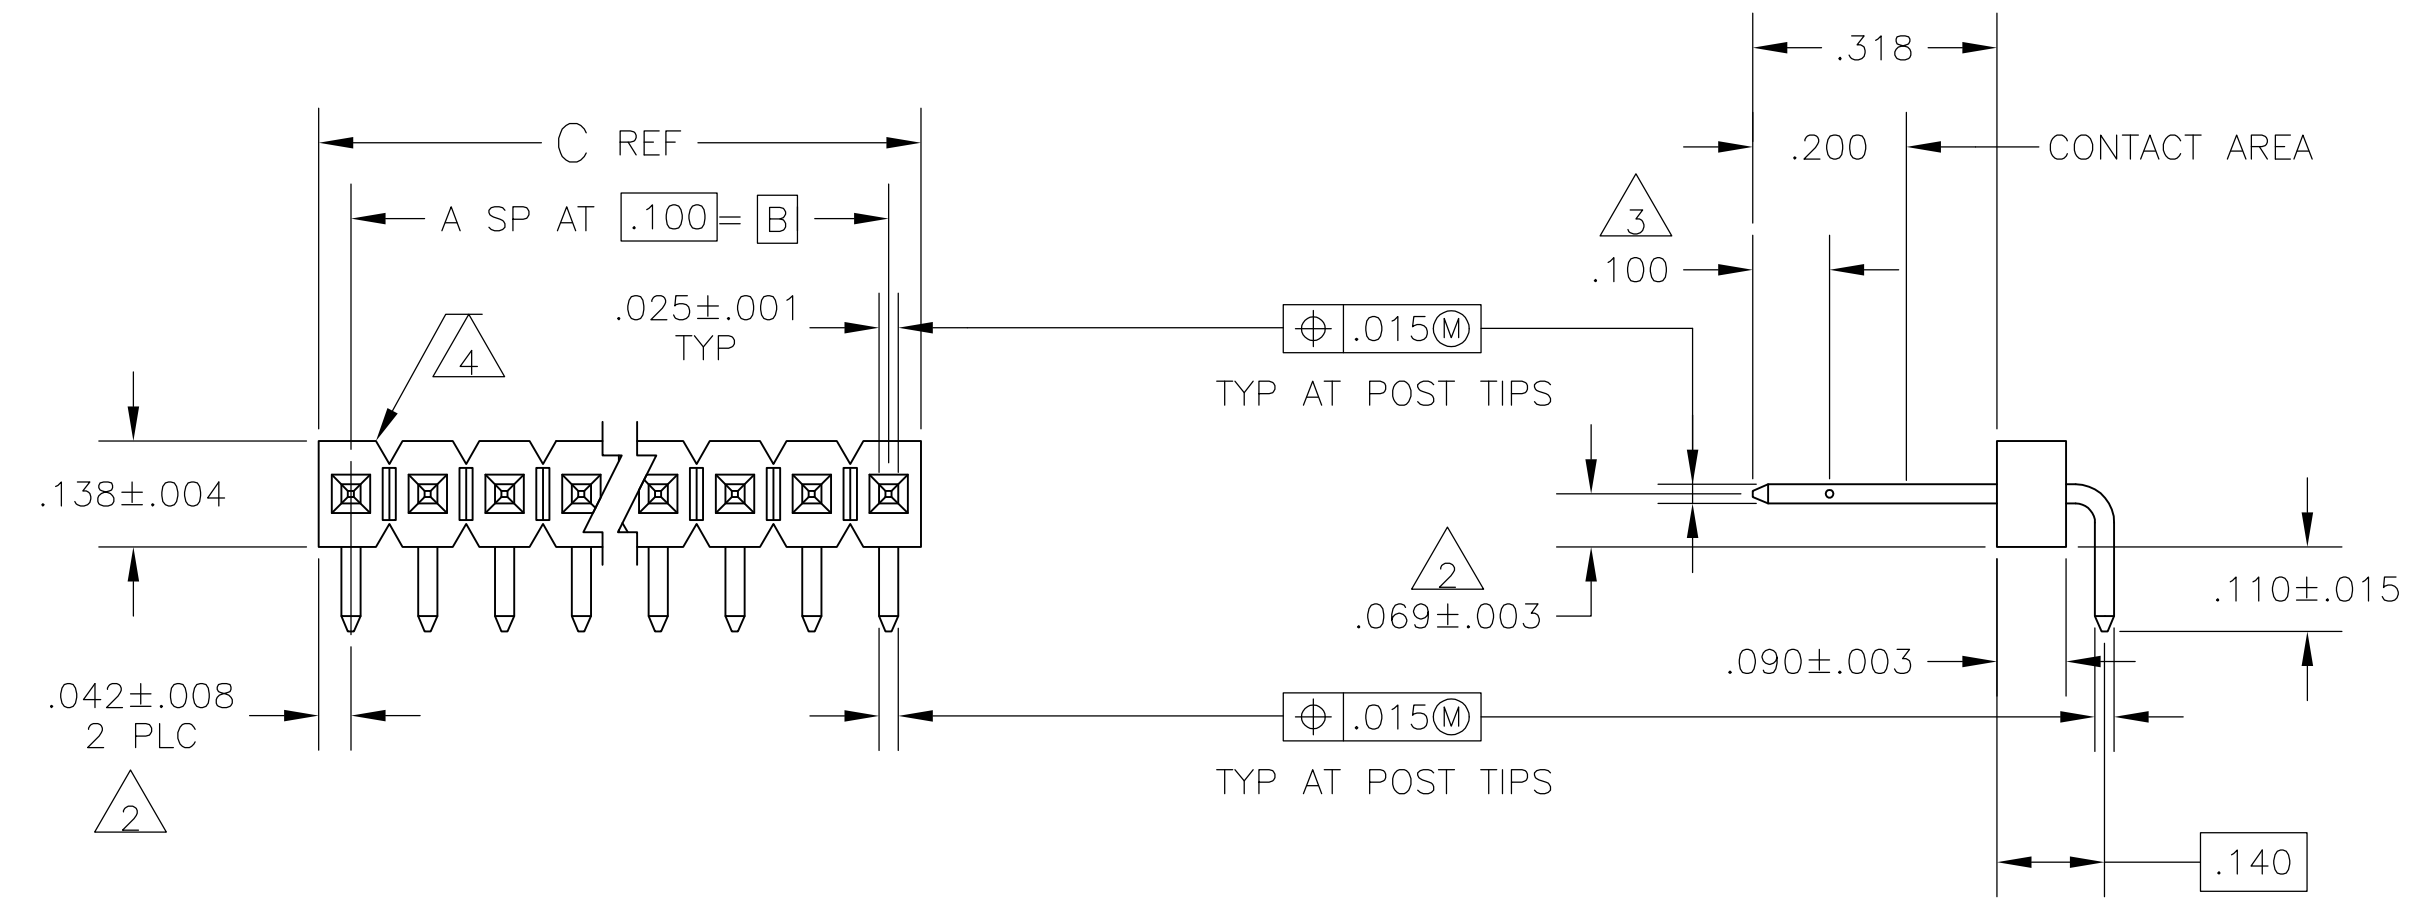 .318
C REF
.200
CONTACT AREA
A SP AT .100 = B
3
.100
.025±.001
TYP
⌖ .015Ⓜ
4
TYP AT POST TIPS
.138±.004
2
.069±.003
.110±.015
.090±.003
.042±.008
2 PLC
⌖ .015Ⓜ
TYP AT POST TIPS
2
.140